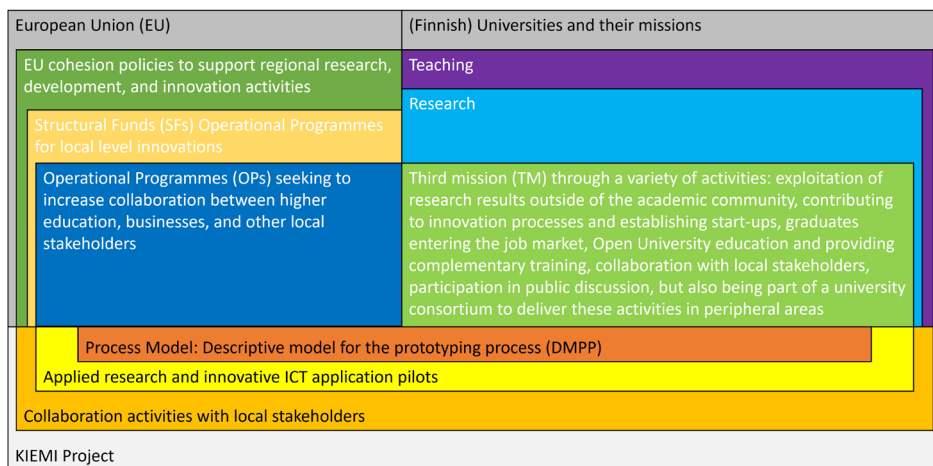 European Union (EU)
(Finnish) Universities and their missions
EU cohesion policies to support regional research,
development, and innovation activities
Teaching
Research
Structural Funds (SFs) Operational Programmes
for local level innovations
Operational Programmes (OPs) seeking to
increase collaboration between higher
education, businesses, and other local
stakeholders
Third mission (TM) through a variety of activities: exploitation of
research results outside of the academic community, contributing
to innovation processes and establishing start-ups, graduates
entering the job market, Open University education and providing
complementary training, collaboration with local stakeholders,
participation in public discussion, but also being part of a university
consortium to deliver these activities in peripheral areas
Process Model: Descriptive model for the prototyping process (DMPP)
Applied research and innovative ICT application pilots
Collaboration activities with local stakeholders
KIEMI Project